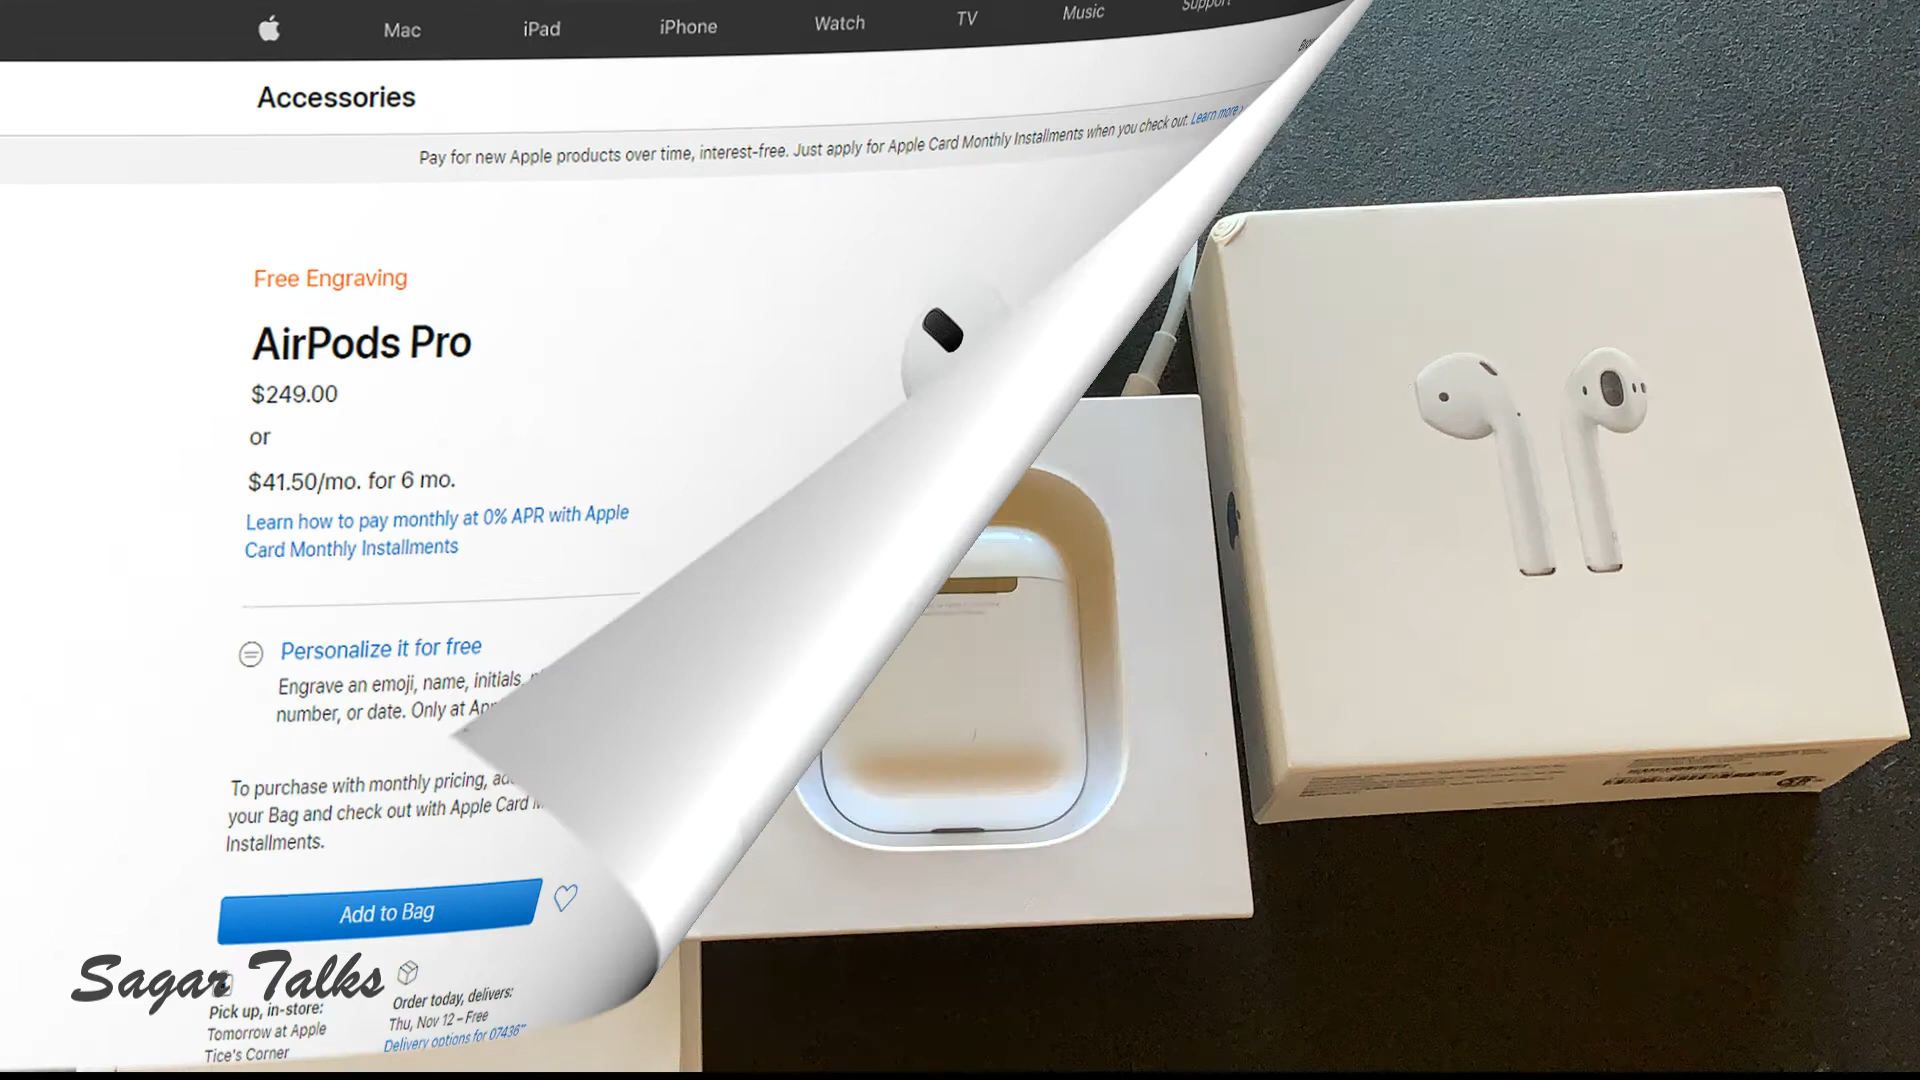 Mac iPad iPhone Watch TV Music Support
Accessories
Pay for new Apple products over time, interest-free. Just apply for Apple Card Monthly Installments when you check out. Learn more ›
Free Engraving
AirPods Pro
$249.00
or
$41.50/mo. for 6 mo.
Learn how to pay monthly at 0% APR with Apple
Card Monthly Installments
Personalize it for free
Engrave an emoji, name, initials,
number, or date. Only at
To purchase with monthly pricing,
your Bag and check out with Apple Card
Installments.
Add to Bag
Sagar Talks
Pick up, in-store:
Tomorrow at Apple
Tice's Corner
Order today, delivers:
Thu, Nov 12 – Free
Delivery options for 07436